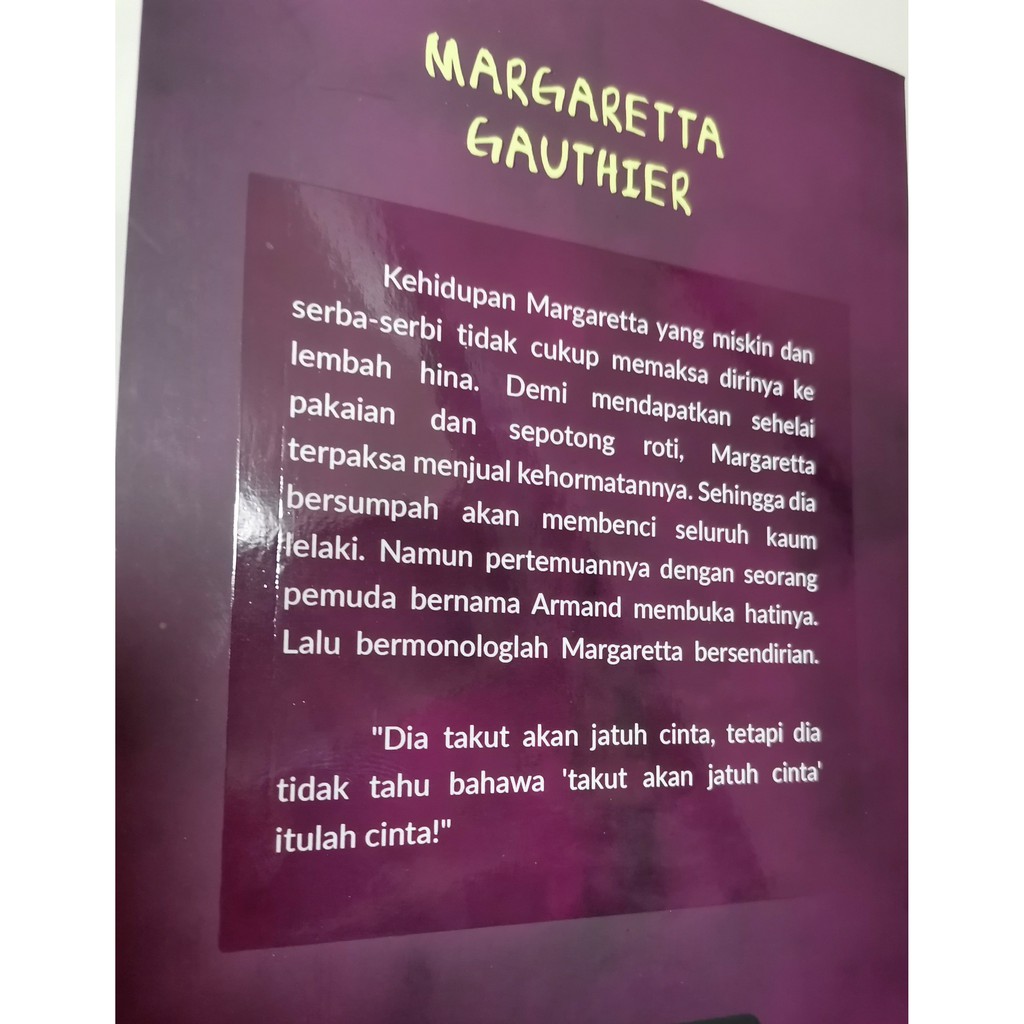 MARGARETTA
GAUTHIER
Kehidupan Margaretta yang miskin dan
serba-serbi tidak cukup memaksa dirinya ke
lembah hina. Demi mendapatkan sehelai
pakaian dan sepotong roti, Margaretta
terpaksa menjual kehormatannya. Sehingga dia
bersumpah akan membenci seluruh kaum
lelaki. Namun pertemuannya dengan seorang
pemuda bernama Armand membuka hatinya.
Lalu bermonologlah Margaretta bersendirian.
"Dia takut akan jatuh cinta, tetapi dia
tidak tahu bahawa 'takut akan jatuh cinta'
itulah cinta!"